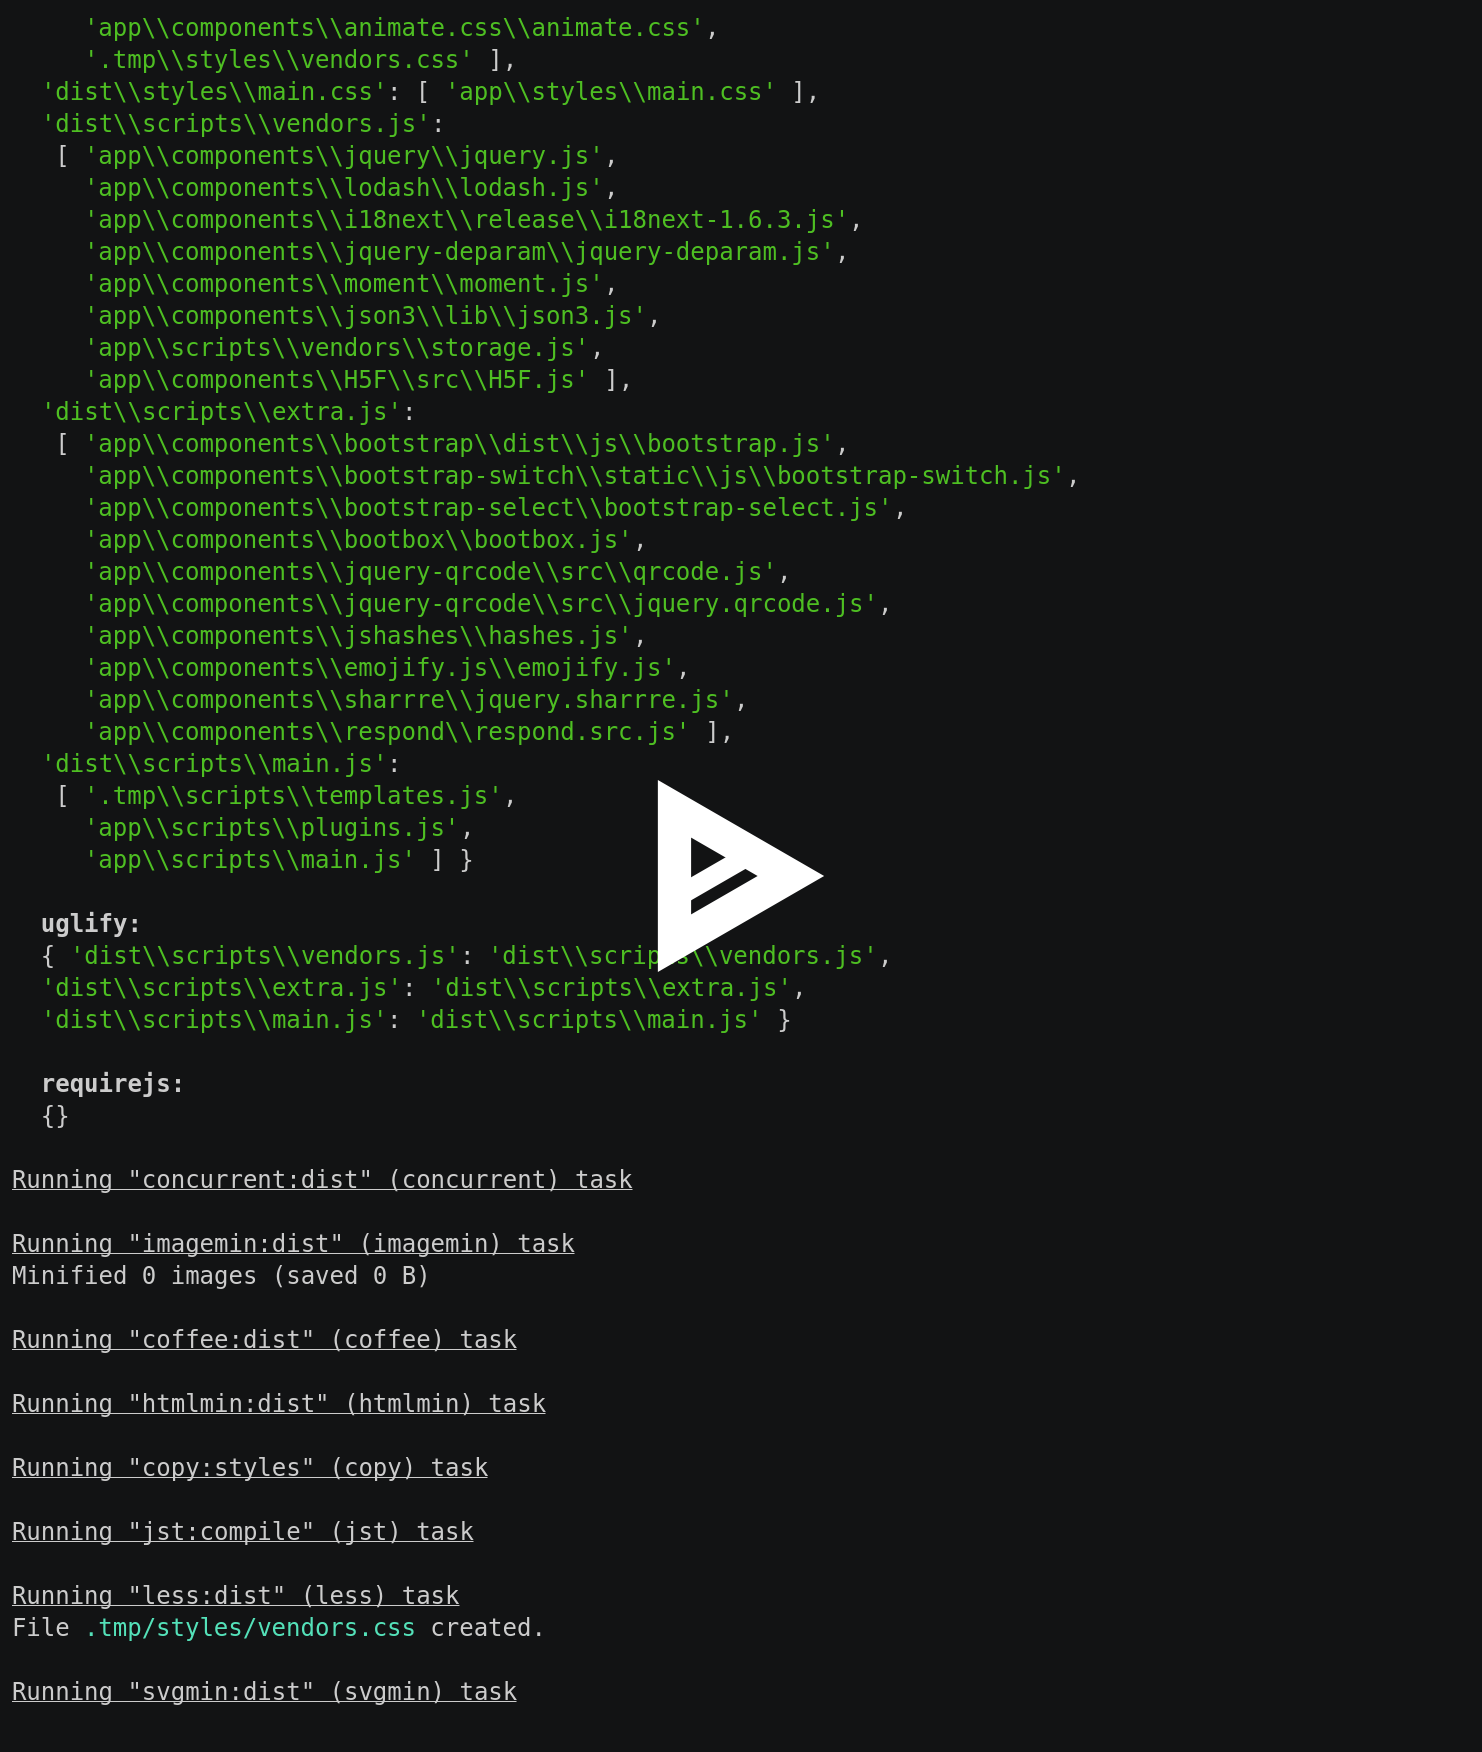 'app\\components\\animate.css\\animate.css',
'.tmp\\styles\\vendors.css' ],
'dist\\styles\\main.css': [ 'app\\styles\\main.css' ],
'dist\\scripts\\vendors.js':
[ 'app\\components\\jquery\\jquery.js',
'app\\components\\lodash\\lodash.js',
'app\\components\\i18next\\release\\i18next-1.6.3.js',
'app\\components\\jquery-deparam\\jquery-deparam.js',
'app\\components\\moment\\moment.js',
'app\\components\\json3\\lib\\json3.js',
'app\\scripts\\vendors\\storage.js',
'app\\components\\H5F\\src\\H5F.js' ],
'dist\\scripts\\extra.js':
[ 'app\\components\\bootstrap\\dist\\js\\bootstrap.js',
'app\\components\\bootstrap-switch\\static\\js\\bootstrap-switch.js',
'app\\components\\bootstrap-select\\bootstrap-select.js',
'app\\components\\bootbox\\bootbox.js',
'app\\components\\jquery-qrcode\\src\\qrcode.js',
'app\\components\\jquery-qrcode\\src\\jquery.qrcode.js',
'app\\components\\jshashes\\hashes.js',
'app\\components\\emojify.js\\emojify.js',
'app\\components\\sharrre\\jquery.sharrre.js',
'app\\components\\respond\\respond.src.js' ],
'dist\\scripts\\main.js':
[ '.tmp\\scripts\\templates.js',
'app\\scripts\\plugins.js',
'app\\scripts\\main.js' ] }
uglify:
{ 'dist\\scripts\\vendors.js': 'dist\\scripts\\vendors.js',
'dist\\scripts\\extra.js': 'dist\\scripts\\extra.js',
'dist\\scripts\\main.js': 'dist\\scripts\\main.js' }
requirejs:
{}
Running "concurrent:dist" (concurrent) task
Running "imagemin:dist" (imagemin) task
Minified 0 images (saved 0 B)
Running "coffee:dist" (coffee) task
Running "htmlmin:dist" (htmlmin) task
Running "copy:styles" (copy) task
Running "jst:compile" (jst) task
Running "less:dist" (less) task
File .tmp/styles/vendors.css created.
Running "svgmin:dist" (svgmin) task